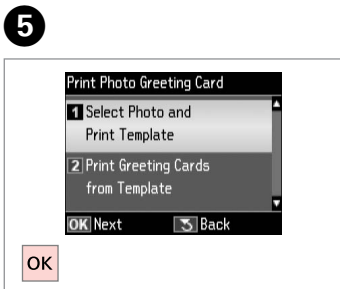 5
Print Photo Greeting Card
1 Select Photo and
Print Template
2 Print Greeting Cards
from Template
OK Next Back
OK